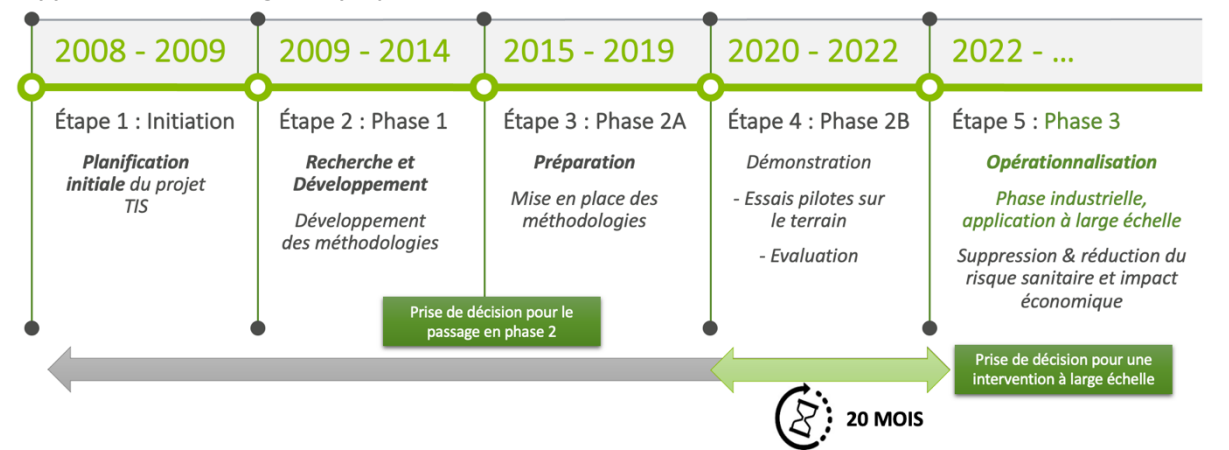 2008 - 2009
2009 - 2014
2015 - 2019
2020 - 2022
2022 - ...
Étape 1 : Initiation
Planification
initiale du projet
TIS
Étape 2 : Phase 1
Recherche et
Développement
Développement
des méthodologies
Étape 3 : Phase 2A
Préparation
Mise en place des
méthodologies
Étape 4 : Phase 2B
Démonstration
- Essais pilotes sur
le terrain
- Evaluation
Étape 5 : Phase 3
Opérationnalisation
Phase industrielle,
application à large échelle
Suppression & réduction du
risque sanitaire et impact
économique
Prise de décision pour le
passage en phase 2
Prise de décision pour une
intervention à large échelle
20 MOIS